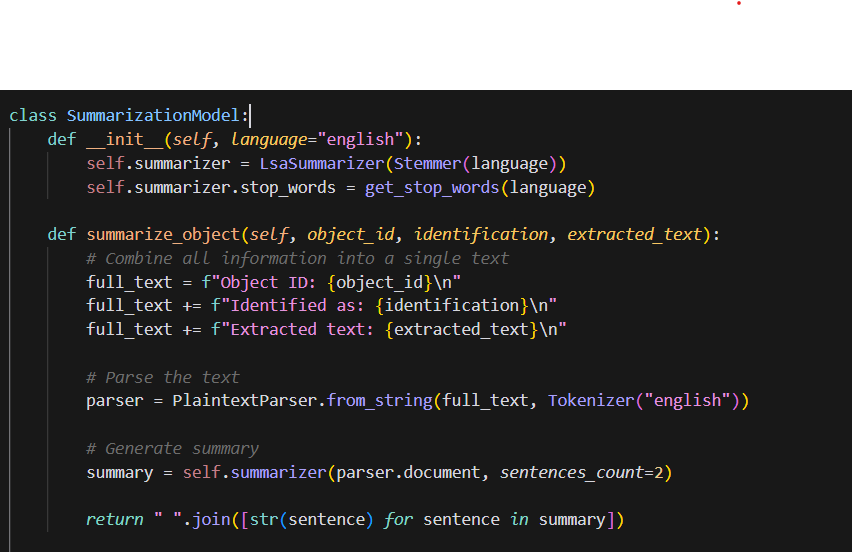 class SummarizationModel:
    def __init__(self, language="english"):
        self.summarizer = LsaSummarizer(Stemmer(language))
        self.summarizer.stop_words = get_stop_words(language)

    def summarize_object(self, object_id, identification, extracted_text):
        # Combine all information into a single text
        full_text = f"Object ID: {object_id}\n"
        full_text += f"Identified as: {identification}\n"
        full_text += f"Extracted text: {extracted_text}\n"

        # Parse the text
        parser = PlaintextParser.from_string(full_text, Tokenizer("english"))

        # Generate summary
        summary = self.summarizer(parser.document, sentences_count=2)

        return " ".join([str(sentence) for sentence in summary])